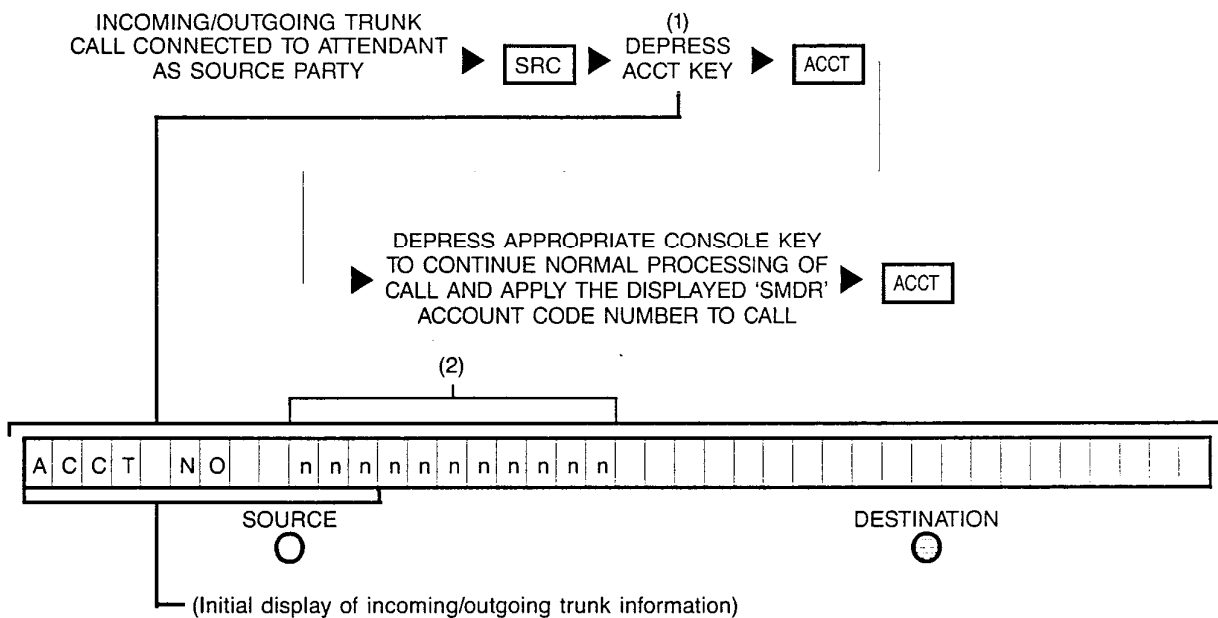 INCOMING/OUTGOING TRUNK
CALL CONNECTED TO ATTENDANT
AS SOURCE PARTY
SRC
(1)
DEPRESS
ACCT KEY
ACCT
DEPRESS APPROPRIATE CONSOLE KEY
TO CONTINUE NORMAL PROCESSING OF
CALL AND APPLY THE DISPLAYED ‘SMDR’
ACCOUNT CODE NUMBER TO CALL
ACCT
(2)
ACCT NO n n n n n n n n n n n
SOURCE
DESTINATION
(Initial display of incoming/outgoing trunk information)